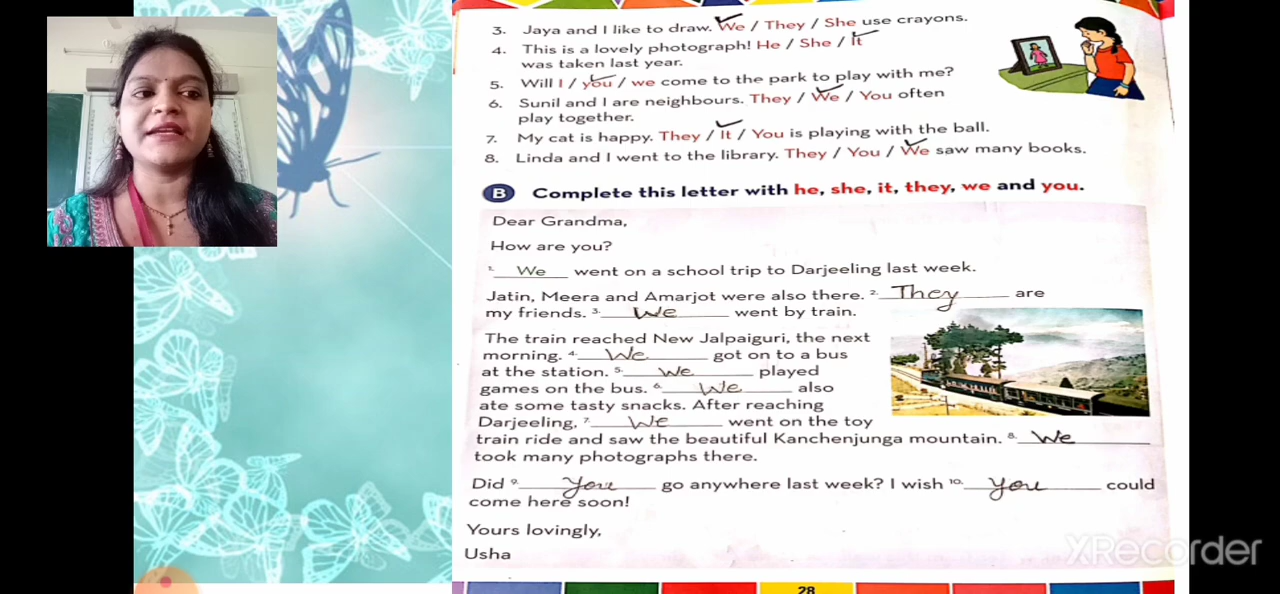 3. Jaya and I like to draw. We / They / She use crayons.
4. This is a lovely photograph! He / She / It
was taken last year.
5. Will I / you / we come to the park to play with me?
6. Sunil and I are neighbours. They / We / You often
play together.
7. My cat is happy. They / It / You is playing with the ball.
8. Linda and I went to the library. They / You / We saw many books.
B Complete this letter with he, she, it, they, we and you.
Dear Grandma,
How are you?
1. We went on a school trip to Darjeeling last week.
Jatin, Meera and Amarjot were also there. 2. They are
my friends. 3. We went by train.
The train reached New Jalpaiguri, the next
morning. 4. We got on to a bus
at the station. 5. We played
games on the bus. 6. We also
ate some tasty snacks. After reaching
Darjeeling, 7. We went on the toy
train ride and saw the beautiful Kanchenjunga mountain. 8. We
took many photographs there.
Did 9. you go anywhere last week? I wish 10. you could
come here soon!
Yours lovingly,
Usha
28
XRecorder